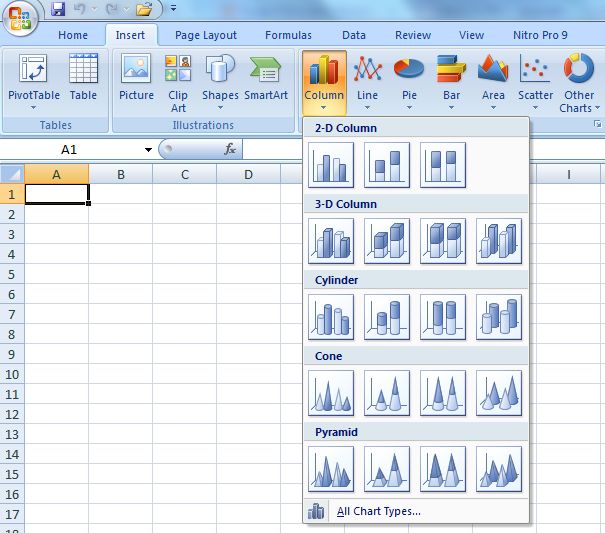 Home Insert Page Layout Formulas Data Review View Nitro Pro 9
PivotTable Table Picture Clip Art Shapes SmartArt Column Line Pie Bar Area Scatter Other Charts
Tables Illustrations
A1 fx
2-D Column
3-D Column
Cylinder
Cone
Pyramid
All Chart Types...
A B C D I
1
2
3
4
5
6
7
8
9
10
11
12
13
14
15
16
17